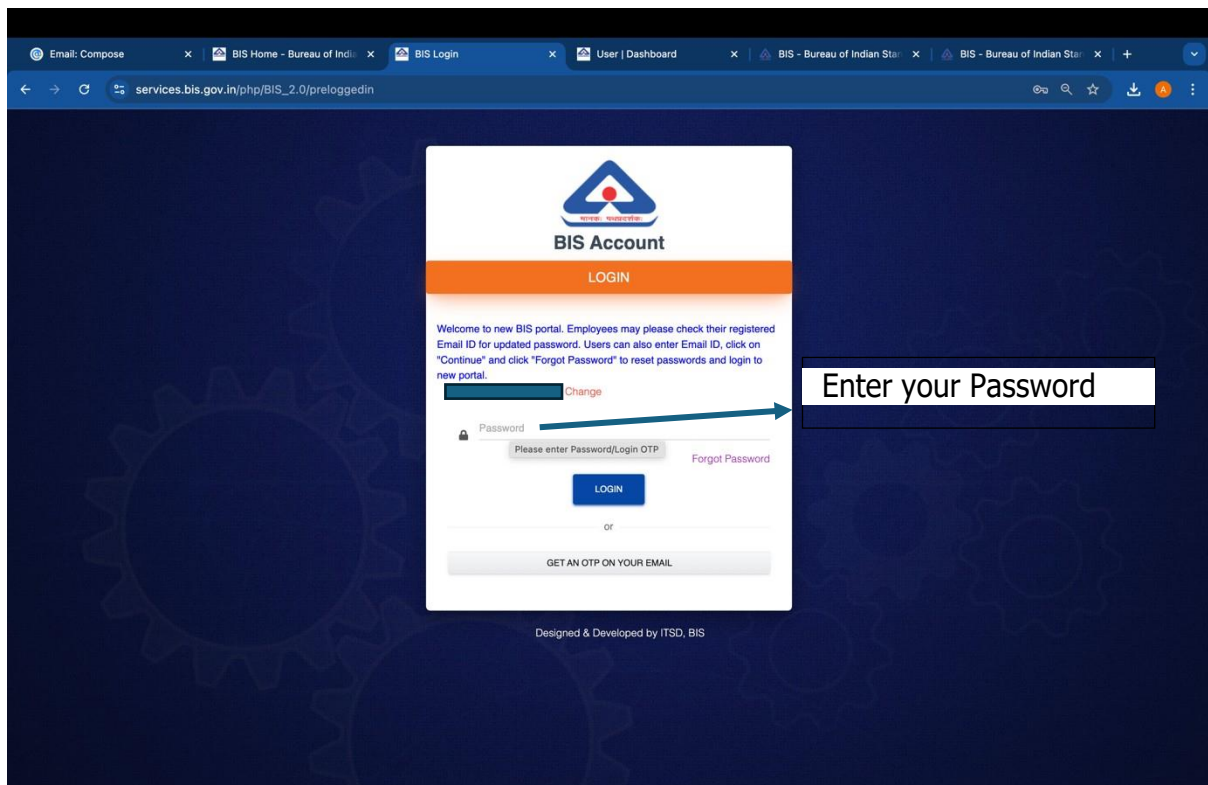 Email: Compose
BIS Home - Bureau of India
BIS Login
User | Dashboard
BIS - Bureau of Indian Stan
BIS - Bureau of Indian Stan
services.bis.gov.in/php/BIS_2.0/preloggedin
A
मानकः पथप्रदर्शकः
BIS Account
LOGIN
Welcome to new BIS portal. Employees may please check their registered
Email ID for updated password. Users can also enter Email ID, click on
"Continue" and click "Forgot Password" to reset passwords and login to
new portal.
Change
Enter your Password
Password
Please enter Password/Login OTP
Forgot Password
LOGIN
or
GET AN OTP ON YOUR EMAIL
Designed & Developed by ITSD, BIS